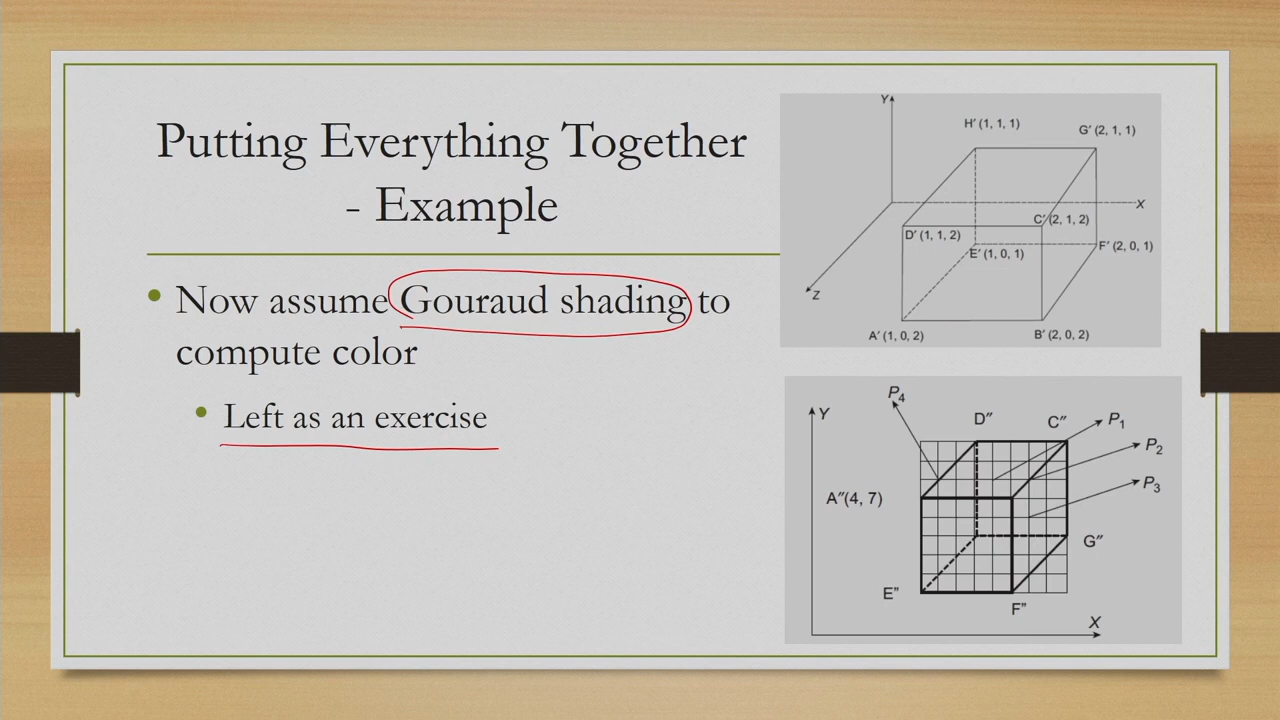 Putting Everything Together
- Example
• Now assume Gouraud shading to
compute color
• Left as an exercise
Y
H′ (1, 1, 1)
G′ (2, 1, 1)
X
C′ (2, 1, 2)
D′ (1, 1, 2)
E′ (1, 0, 1)
F′ (2, 0, 1)
Z
A′ (1, 0, 2)
B′ (2, 0, 2)
P4
Y
D″
C″
P1
P2
P3
A″(4, 7)
G″
E"
F"
X